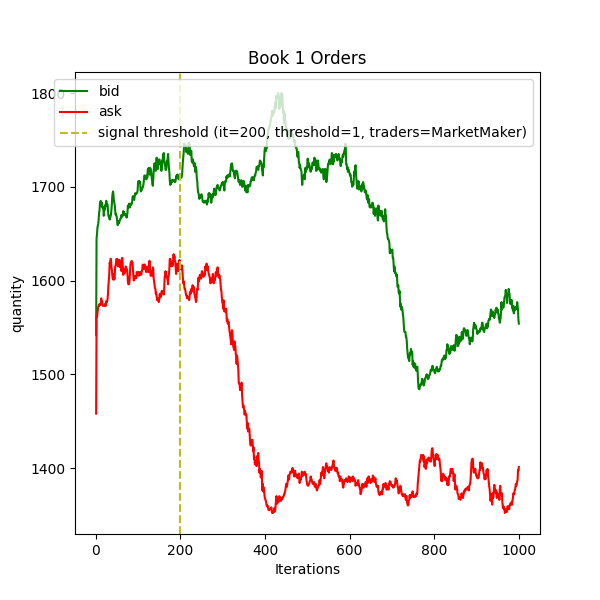 Book 1 Orders
bid
ask
signal threshold (it=200, threshold=1, traders=MarketMaker)
quantity
1800
1700
1600
1500
1400
0 200 400 600 800 1000
Iterations